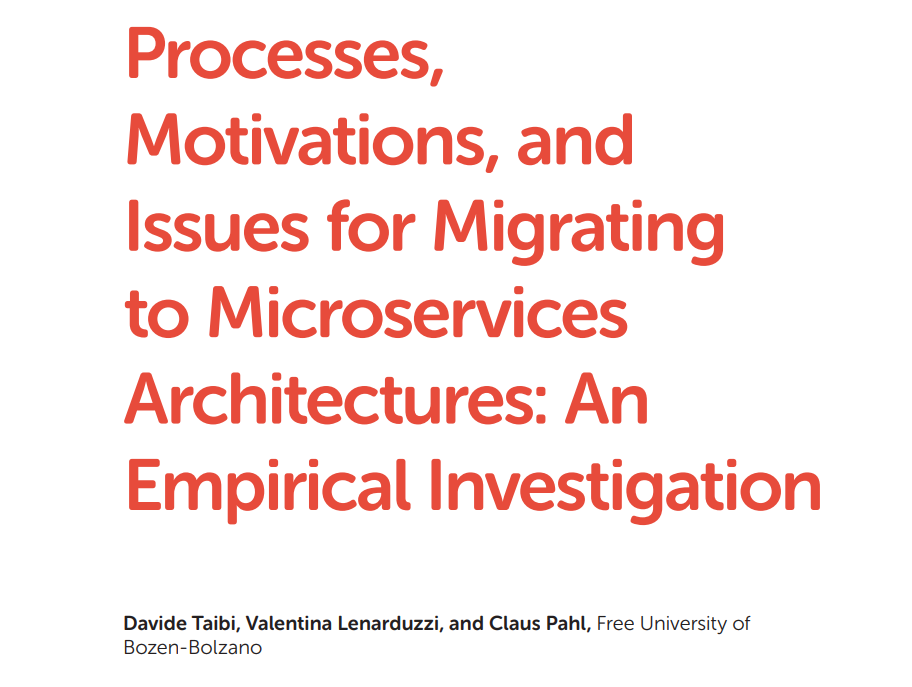 Processes,
Motivations, and
Issues for Migrating
to Microservices
Architectures: An
Empirical Investigation
Davide Taibi, Valentina Lenarduzzi, and Claus Pahl, Free University of
Bozen-Bolzano